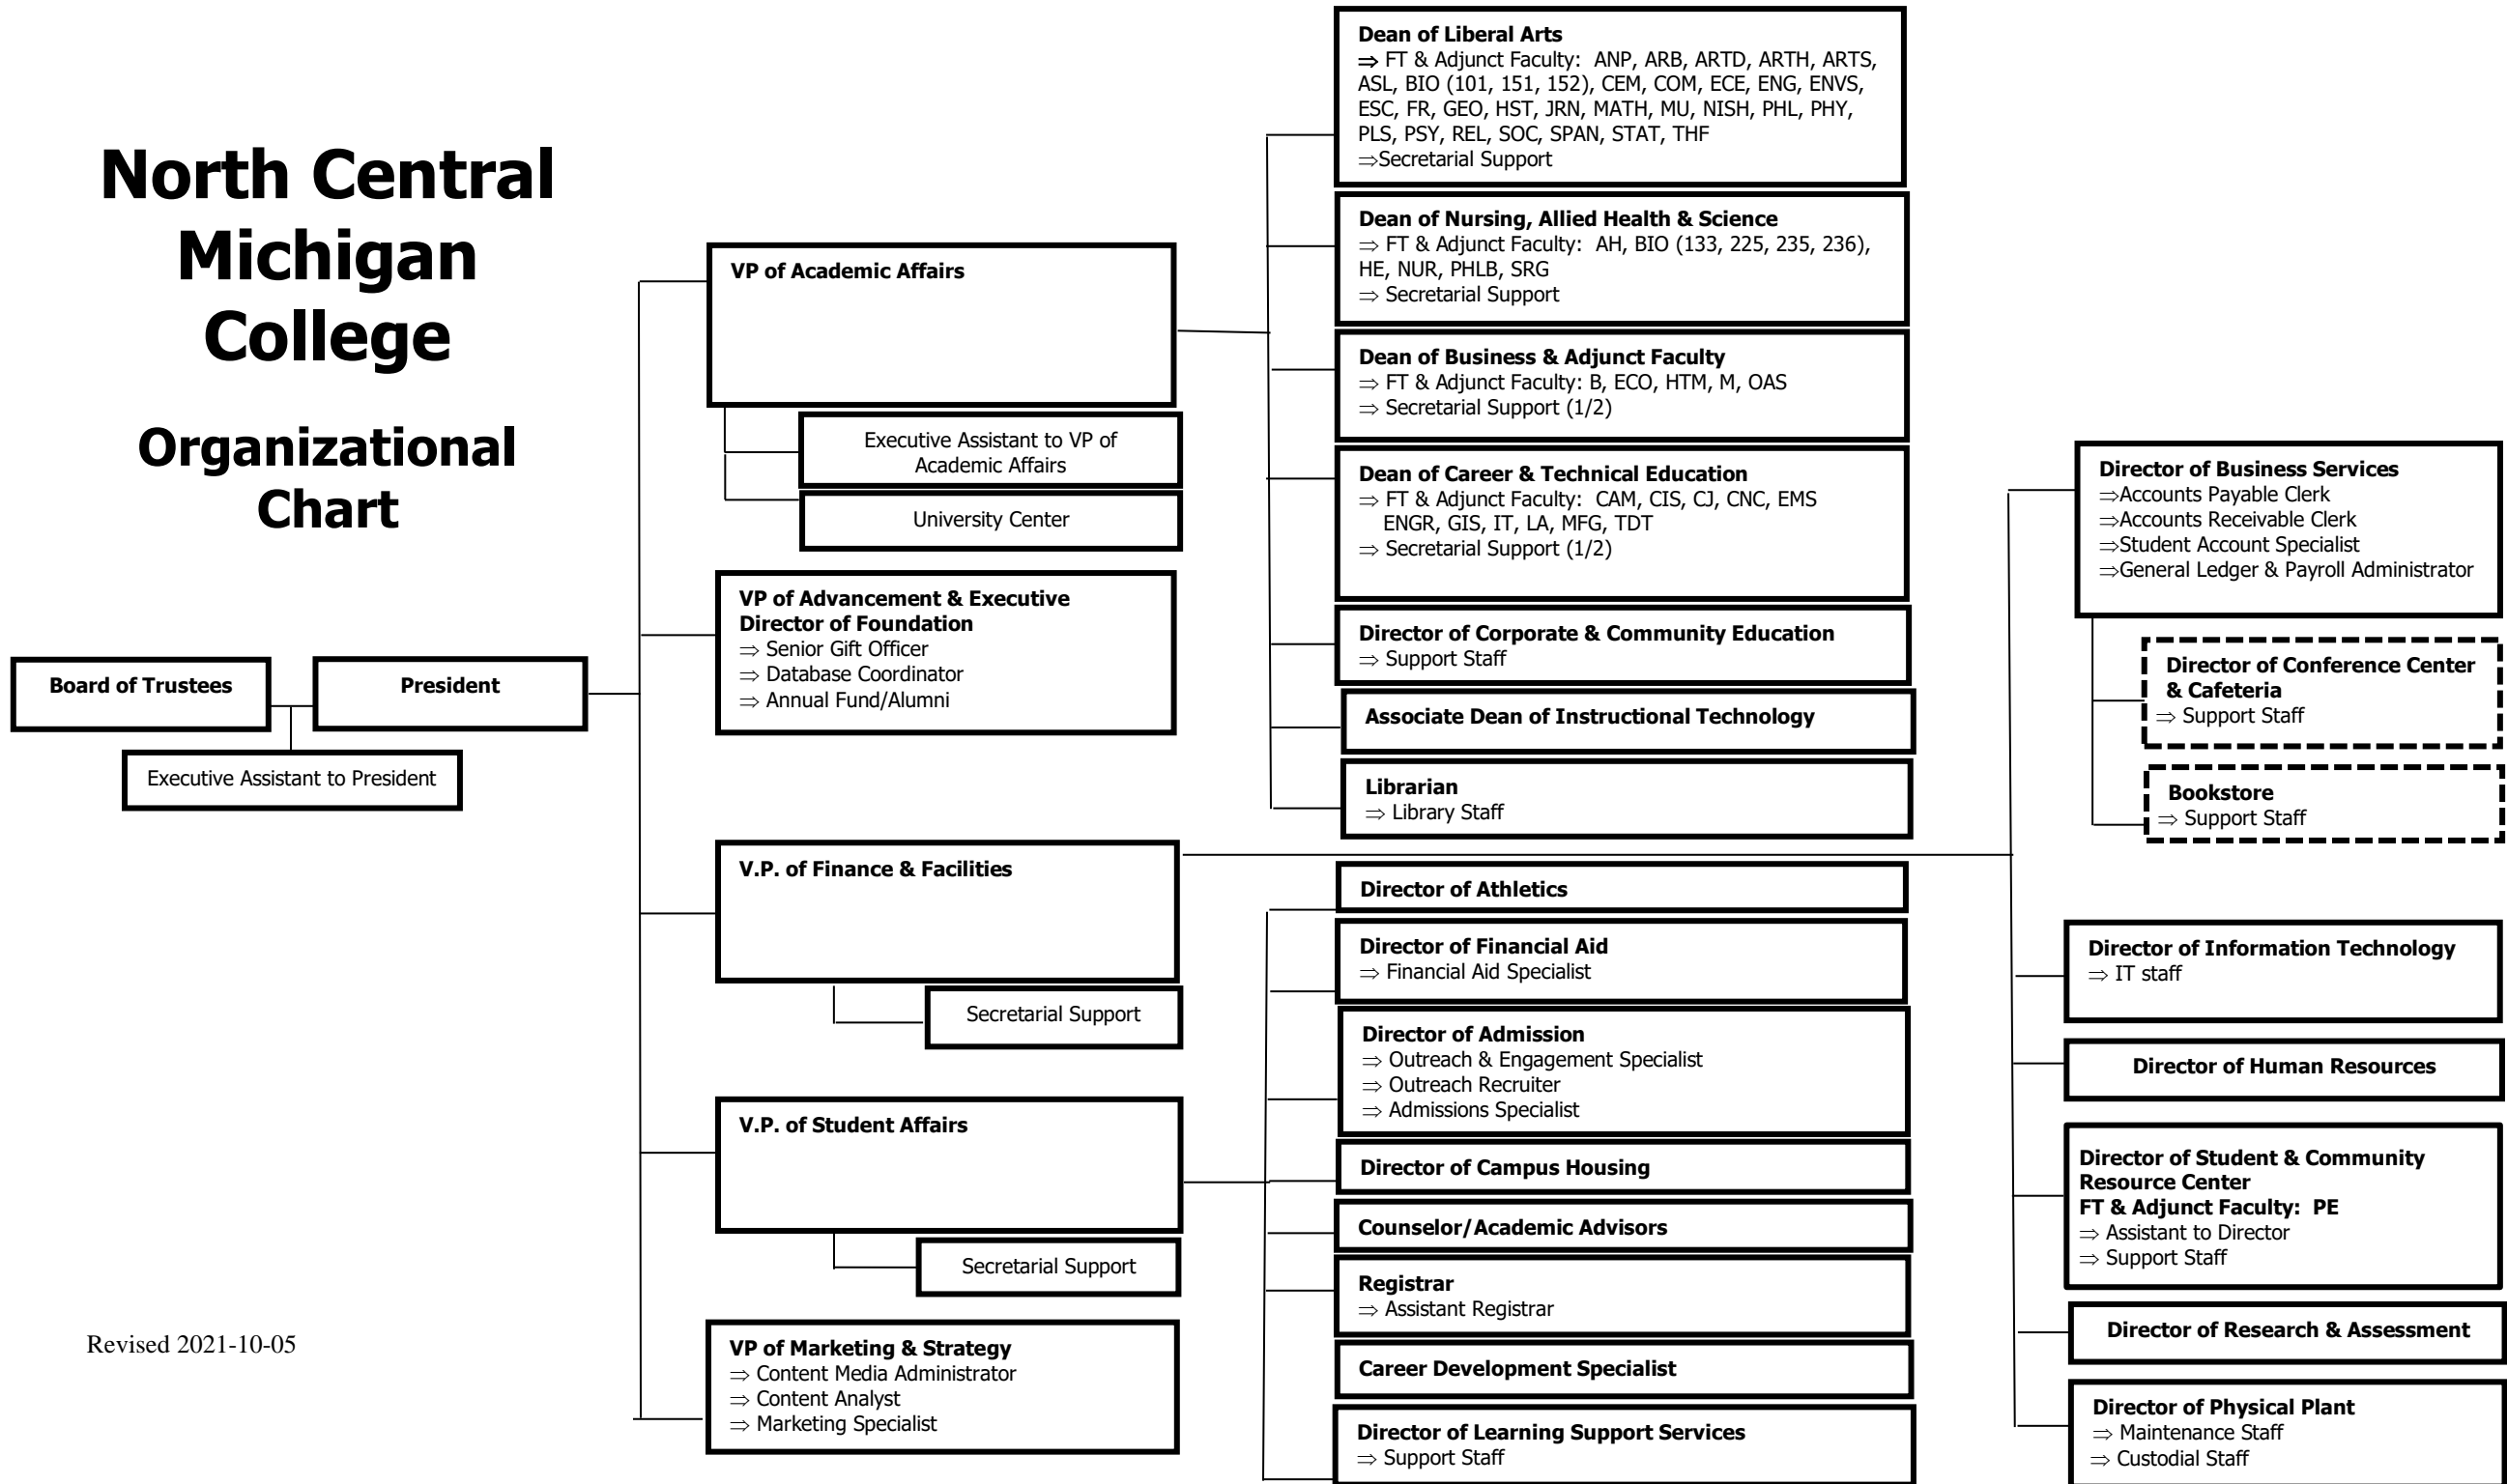 North Central
Michigan
College
Organizational
Chart
Board of Trustees
President
Executive Assistant to President
Revised 2021-10-05
VP of Academic Affairs
Executive Assistant to VP of
Academic Affairs
University Center
VP of Advancement & Executive
Director of Foundation
⇒ Senior Gift Officer
⇒ Database Coordinator
⇒ Annual Fund/Alumni
V.P. of Finance & Facilities
Secretarial Support
V.P. of Student Affairs
Secretarial Support
VP of Marketing & Strategy
⇒ Content Media Administrator
⇒ Content Analyst
⇒ Marketing Specialist
Dean of Liberal Arts
⇒ FT & Adjunct Faculty: ANP, ARB, ARTD, ARTH, ARTS,
ASL, BIO (101, 151, 152), CEM, COM, ECE, ENG, ENVS,
ESC, FR, GEO, HST, JRN, MATH, MU, NISH, PHL, PHY,
PLS, PSY, REL, SOC, SPAN, STAT, THF
⇒Secretarial Support
Dean of Nursing, Allied Health & Science
⇒ FT & Adjunct Faculty: AH, BIO (133, 225, 235, 236),
HE, NUR, PHLB, SRG
⇒ Secretarial Support
Dean of Business & Adjunct Faculty
⇒ FT & Adjunct Faculty: B, ECO, HTM, M, OAS
⇒ Secretarial Support (1/2)
Dean of Career & Technical Education
⇒ FT & Adjunct Faculty: CAM, CIS, CJ, CNC, EMS
ENGR, GIS, IT, LA, MFG, TDT
⇒ Secretarial Support (1/2)
Director of Corporate & Community Education
⇒ Support Staff
Associate Dean of Instructional Technology
Librarian
⇒ Library Staff
Director of Athletics
Director of Financial Aid
⇒ Financial Aid Specialist
Director of Admission
⇒ Outreach & Engagement Specialist
⇒ Outreach Recruiter
⇒ Admissions Specialist
Director of Campus Housing
Counselor/Academic Advisors
Registrar
⇒ Assistant Registrar
Career Development Specialist
Director of Learning Support Services
⇒ Support Staff
Director of Business Services
⇒Accounts Payable Clerk
⇒Accounts Receivable Clerk
⇒Student Account Specialist
⇒General Ledger & Payroll Administrator
Director of Conference Center
& Cafeteria
⇒ Support Staff
Bookstore
⇒ Support Staff
Director of Information Technology
⇒ IT staff
Director of Human Resources
Director of Student & Community
Resource Center
FT & Adjunct Faculty: PE
⇒ Assistant to Director
⇒ Support Staff
Director of Research & Assessment
Director of Physical Plant
⇒ Maintenance Staff
⇒ Custodial Staff